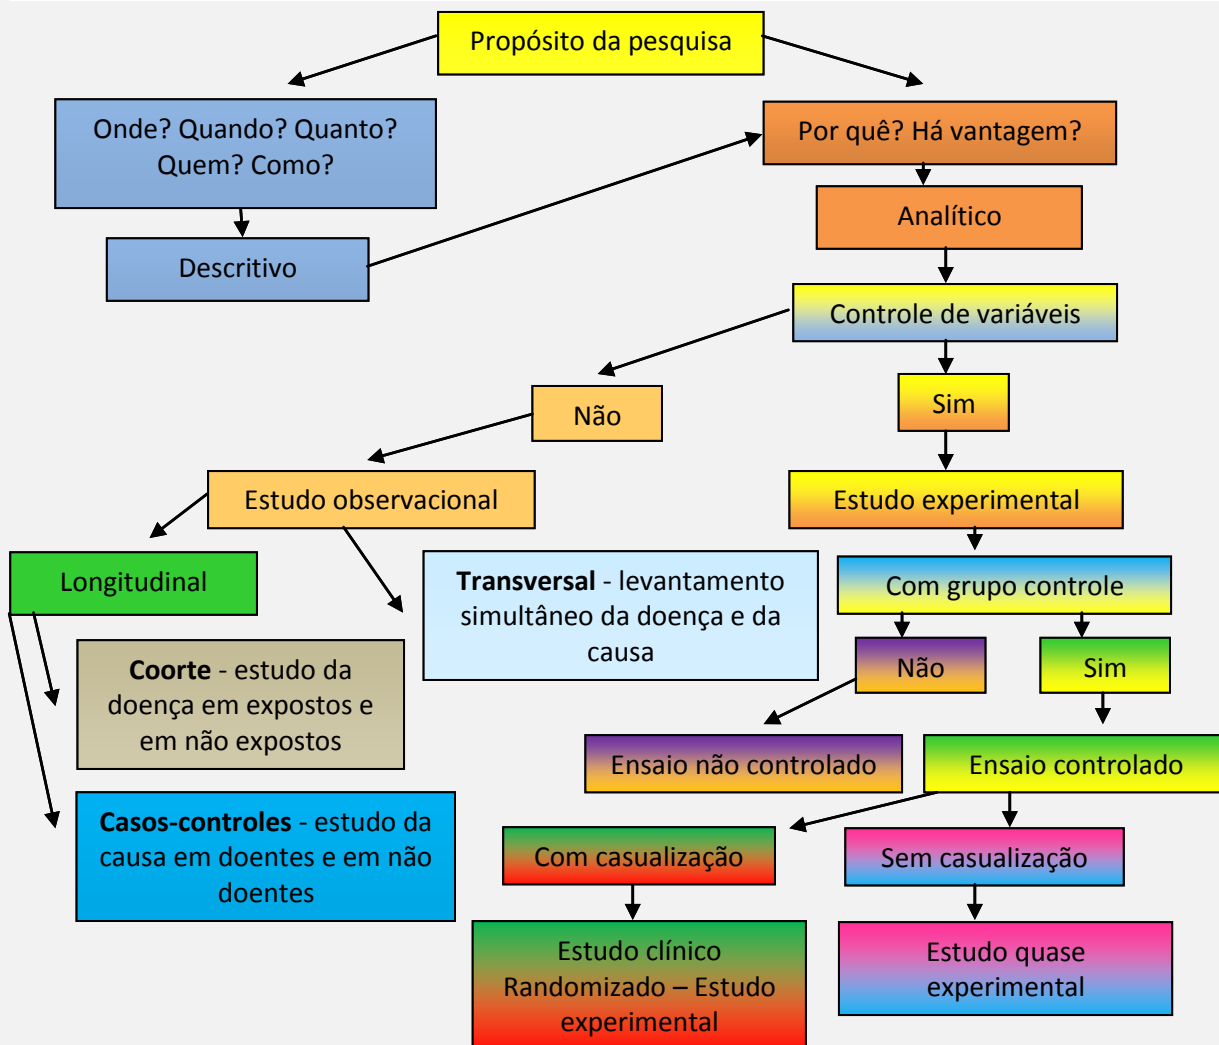 Propósito da pesquisa
Onde? Quando? Quanto?
Quem? Como?
Por quê? Há vantagem?
Descritivo
Analítico
Controle de variáveis
Não
Sim
Estudo observacional
Estudo experimental
Longitudinal
Transversal - levantamento
simultâneo da doença e da
causa
Com grupo controle
Coorte - estudo da
doença em expostos e
em não expostos
Não
Sim
Ensaio não controlado
Ensaio controlado
Casos-controles - estudo da
causa em doentes e em não
doentes
Com casualização
Sem casualização
Estudo clínico
Randomizado – Estudo
experimental
Estudo quase
experimental